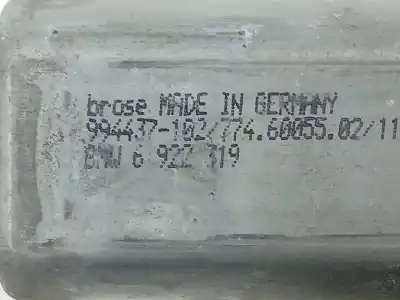 brose MADE IN GERMANY
994437-102/774.60055.02/11
BMW 6 922 319